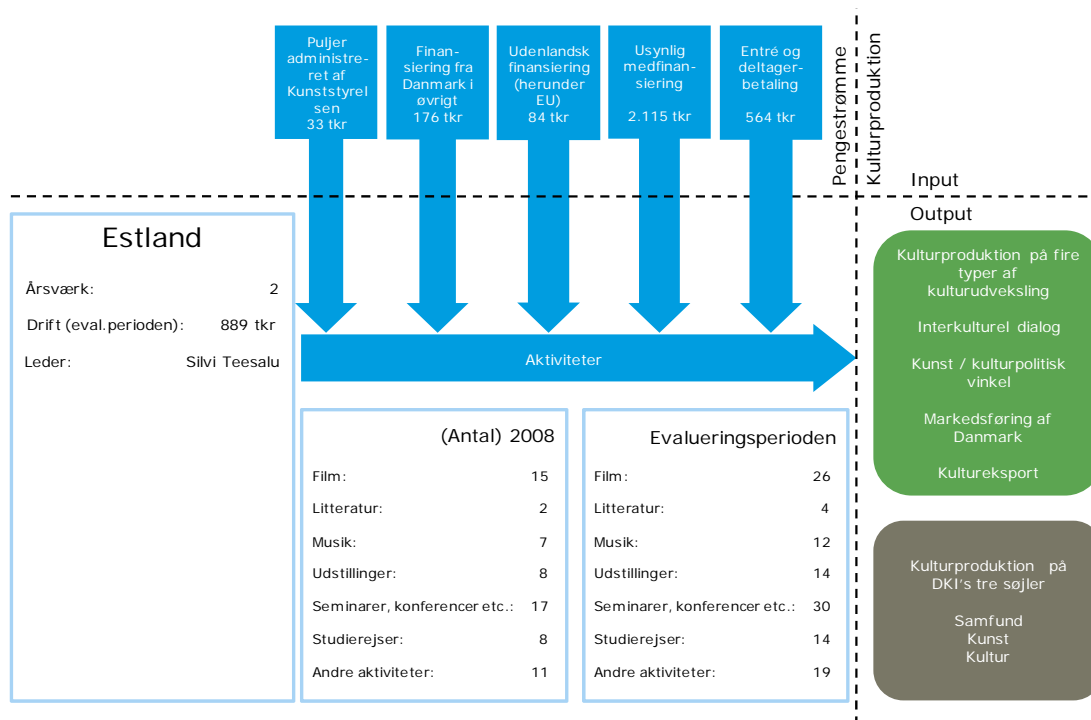 Puljer
administre-
ret af
Kunststyrel
sen
33 tkr
Finan-
siering fra
Danmark i
øvrigt
176 tkr
Udenlandsk
finansiering
(herunder
EU)
84 tkr
Usynlig
medfinan-
siering
2.115 tkr
Entré og
deltager-
betaling
564 tkr
Pengestrømme
Kulturproduktion
Input
Output
Estland
Årsværk: 2
Drift (eval.perioden): 889 tkr
Leder: Silvi Teesalu
Aktiviteter
(Antal) 2008
Film: 15
Litteratur: 2
Musik: 7
Udstillinger: 8
Seminarer, konferencer etc.: 17
Studierejser: 8
Andre aktiviteter: 11
Evalueringsperioden
Film: 26
Litteratur: 4
Musik: 12
Udstillinger: 14
Seminarer, konferencer etc.: 30
Studierejser: 14
Andre aktiviteter: 19
Kulturproduktion på fire
typer af
kulturudveksling
Interkulturel dialog
Kunst / kulturpolitisk
vinkel
Markedsføring af
Danmark
Kultureksport
Kulturproduktion på
DKI's tre søjler
Samfund
Kunst
Kultur